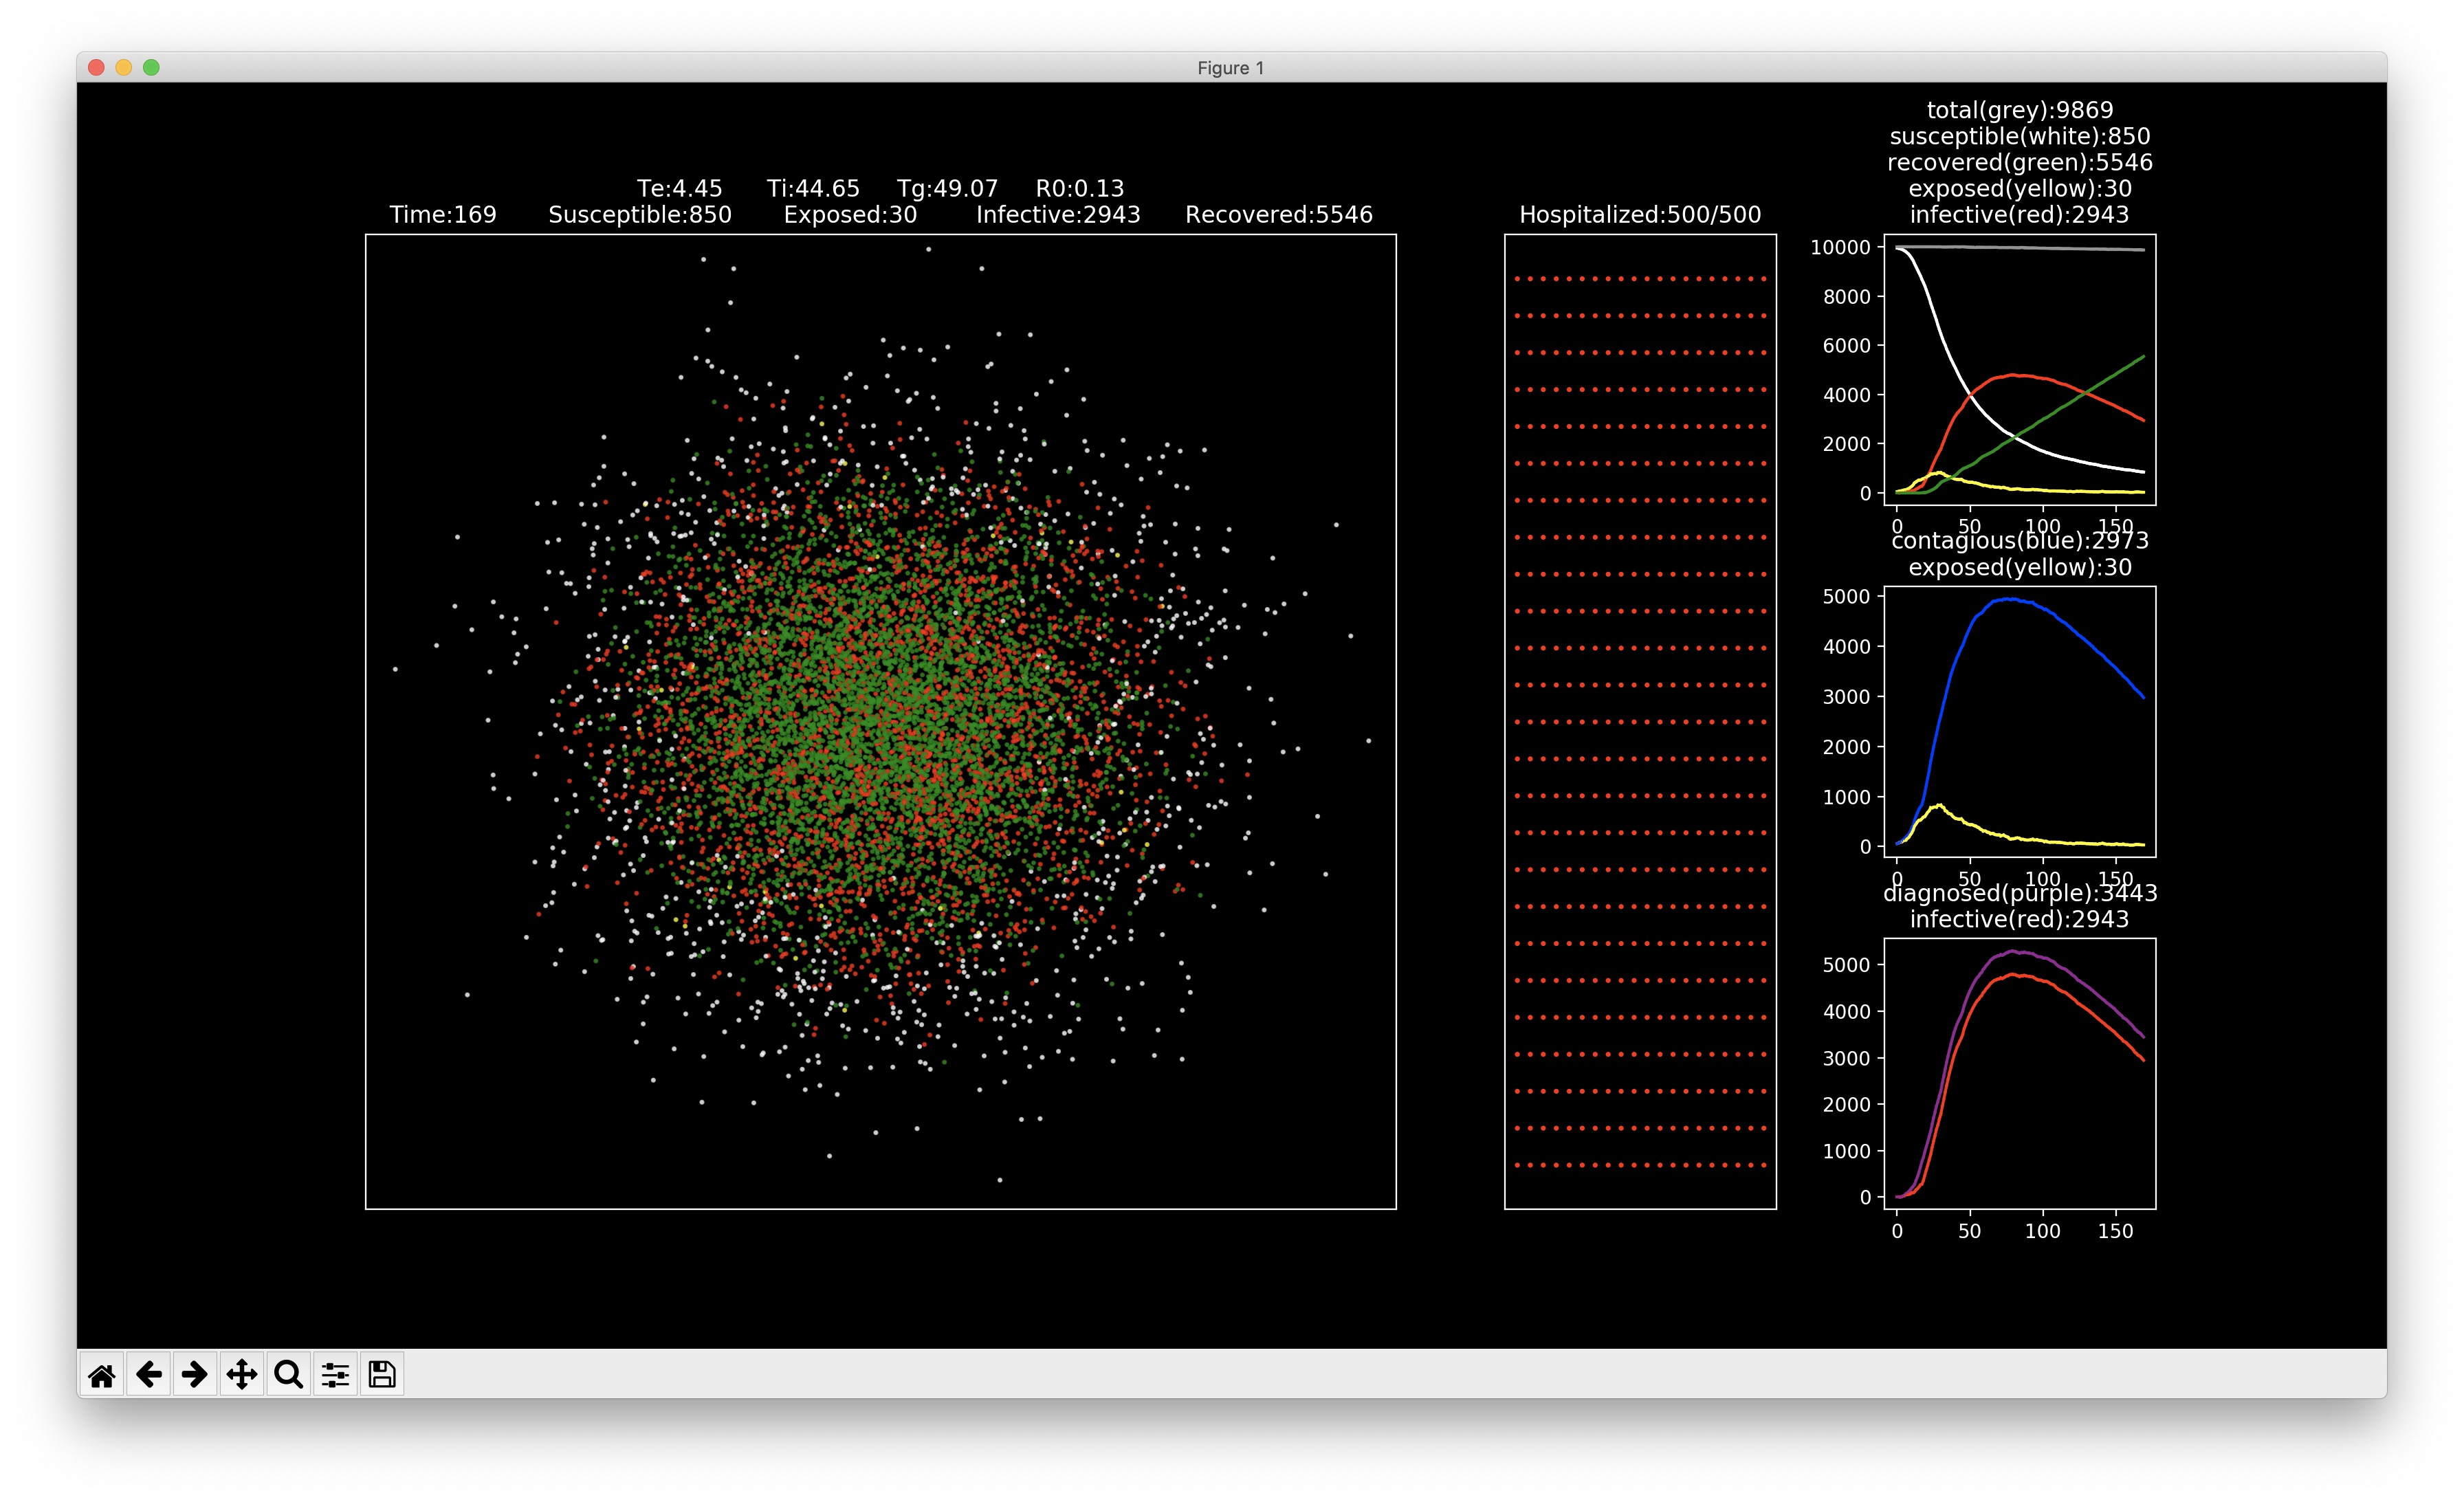 Figure 1
Te:4.45 Ti:44.65 Tg:49.07 R0:0.13
Time:169 Susceptible:850 Exposed:30 Infective:2943 Recovered:5546
Hospitalized:500/500
total(grey):9869
susceptible(white):850
recovered(green):5546
exposed(yellow):30
infective(red):2943
10000
8000
6000
4000
2000
0
0 50 100 150
contagious(blue):2973
exposed(yellow):30
5000
4000
3000
2000
1000
0
0 50 100 150
diagnosed(purple):3443
infective(red):2943
5000
4000
3000
2000
1000
0
0 50 100 150